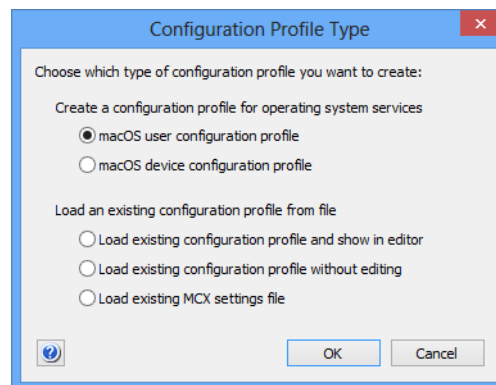 Configuration Profile Type
Choose which type of configuration profile you want to create:
Create a configuration profile for operating system services
macOS user configuration profile
macOS device configuration profile
Load an existing configuration profile from file
Load existing configuration profile and show in editor
Load existing configuration profile without editing
Load existing MCX settings file
OK
Cancel